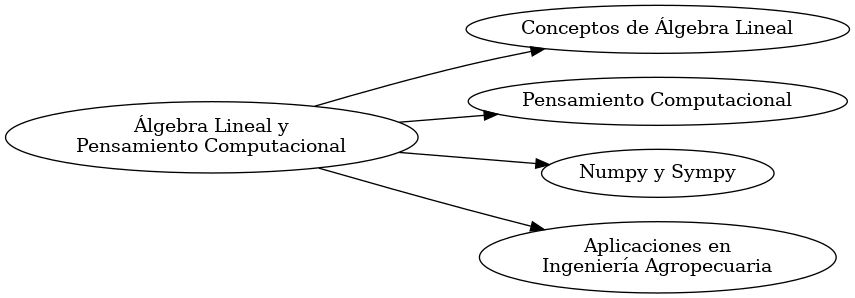 Álgebra Lineal y
Pensamiento Computacional
Conceptos de Álgebra Lineal
Pensamiento Computacional
Numpy y Sympy
Aplicaciones en
Ingeniería Agropecuaria